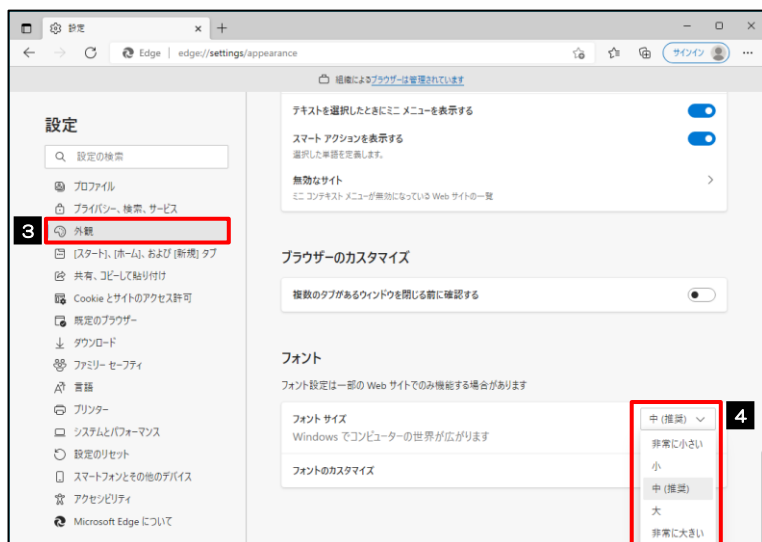 設定
Edge
edge://settings/appearance
サインイン
組織によるブラウザーは管理されています
設定
設定の検索
プロファイル
プライバシー、検索、サービス
3
外観
[スタート]、[ホーム]、および [新規] タブ
共有、コピーして貼り付け
Cookie とサイトのアクセス許可
既定のブラウザー
ダウンロード
ファミリー セーフティ
言語
プリンター
システムとパフォーマンス
設定のリセット
スマートフォンとその他のデバイス
アクセシビリティ
Microsoft Edge について
テキストを選択したときにミニ メニューを表示する
スマート アクションを表示する
選択した単語を定義します。
無効なサイト
ミニ コンテキスト メニューが無効になっている Web サイトの一覧
ブラウザーのカスタマイズ
複数のタブがあるウィンドウを閉じる前に確認する
フォント
フォント設定は一部の Web サイトでのみ機能する場合があります
フォント サイズ
Windows でコンピューターの世界が広がります
中 (推奨)
4
フォントのカスタマイズ
非常に小さい
小
中 (推奨)
大
非常に大きい